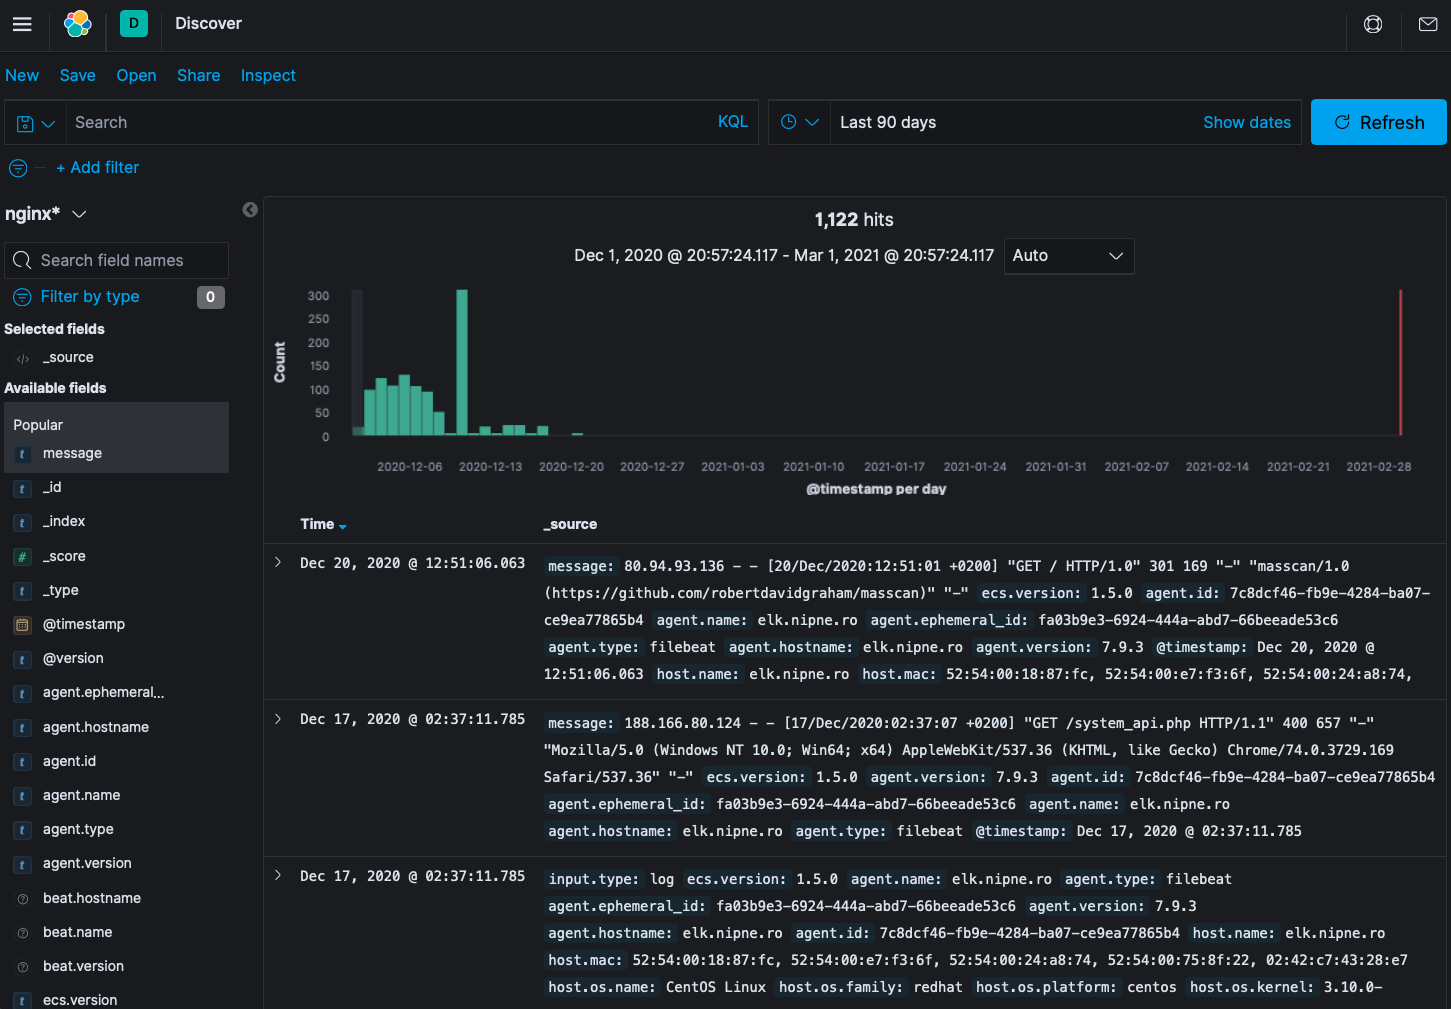 D Discover
New Save Open Share Inspect
Search KQL Last 90 days Show dates Refresh
+ Add filter
nginx*
Search field names
Filter by type 0
Selected fields
</> _source
Available fields
Popular
t message
t _id
t _index
# _score
t _type
@timestamp
t @version
t agent.ephemeral...
t agent.hostname
t agent.id
t agent.name
t agent.type
t agent.version
? beat.hostname
? beat.name
? beat.version
t ecs.version
1,122 hits
Dec 1, 2020 @ 20:57:24.117 - Mar 1, 2021 @ 20:57:24.117 Auto
Count
300
250
200
150
100
50
0
2020-12-06 2020-12-13 2020-12-20 2020-12-27 2021-01-03 2021-01-10 2021-01-17 2021-01-24 2021-01-31 2021-02-07 2021-02-14 2021-02-21 2021-02-28
@timestamp per day
Time _source
Dec 20, 2020 @ 12:51:06.063 message: 80.94.93.136 - - [20/Dec/2020:12:51:01 +0200] "GET / HTTP/1.0" 301 169 "-" "masscan/1.0
(https://github.com/robertdavidgraham/masscan)" "-" ecs.version: 1.5.0 agent.id: 7c8dcf46-fb9e-4284-ba07-
ce9ea77865b4 agent.name: elk.nipne.ro agent.ephemeral_id: fa03b9e3-6924-444a-abd7-66beeade53c6
agent.type: filebeat agent.hostname: elk.nipne.ro agent.version: 7.9.3 @timestamp: Dec 20, 2020 @
12:51:06.063 host.name: elk.nipne.ro host.mac: 52:54:00:18:87:fc, 52:54:00:e7:f3:6f, 52:54:00:24:a8:74,
Dec 17, 2020 @ 02:37:11.785 message: 188.166.80.124 - - [17/Dec/2020:02:37:07 +0200] "GET /system_api.php HTTP/1.1" 400 657 "-"
"Mozilla/5.0 (Windows NT 10.0; Win64; x64) AppleWebKit/537.36 (KHTML, like Gecko) Chrome/74.0.3729.169
Safari/537.36" "-" ecs.version: 1.5.0 agent.version: 7.9.3 agent.id: 7c8dcf46-fb9e-4284-ba07-ce9ea77865b4
agent.ephemeral_id: fa03b9e3-6924-444a-abd7-66beeade53c6 agent.name: elk.nipne.ro
agent.hostname: elk.nipne.ro agent.type: filebeat @timestamp: Dec 17, 2020 @ 02:37:11.785
Dec 17, 2020 @ 02:37:11.785 input.type: log ecs.version: 1.5.0 agent.name: elk.nipne.ro agent.type: filebeat
agent.ephemeral_id: fa03b9e3-6924-444a-abd7-66beeade53c6 agent.version: 7.9.3
agent.hostname: elk.nipne.ro agent.id: 7c8dcf46-fb9e-4284-ba07-ce9ea77865b4 host.name: elk.nipne.ro
host.mac: 52:54:00:18:87:fc, 52:54:00:e7:f3:6f, 52:54:00:24:a8:74, 52:54:00:75:8f:22, 02:42:c7:43:28:e7
host.os.name: CentOS Linux host.os.family: redhat host.os.platform: centos host.os.kernel: 3.10.0-